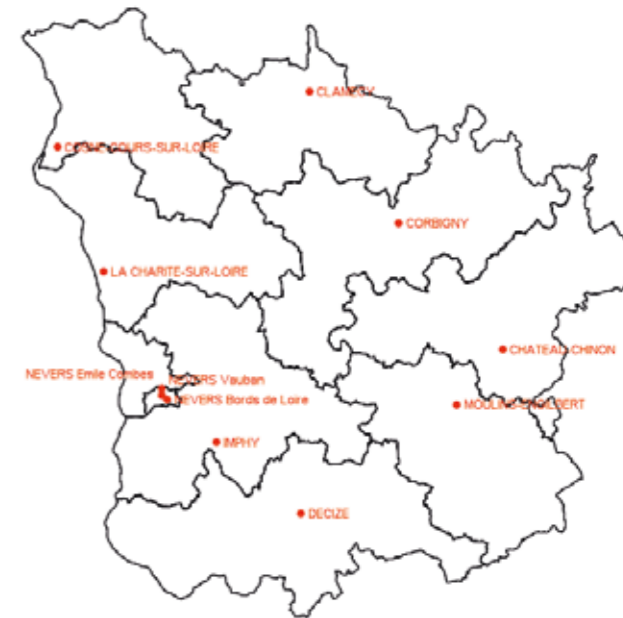 CLAMECY
COSNE-COURS-SUR-LOIRE
CORBIGNY
LA CHARITE-SUR-LOIRE
CHATEAU-CHINON
NEVERS Emile Combes
NEVERS Vauban
NEVERS Bords de Loire
MOULINS-ENGILBERT
IMPHY
DECIZE